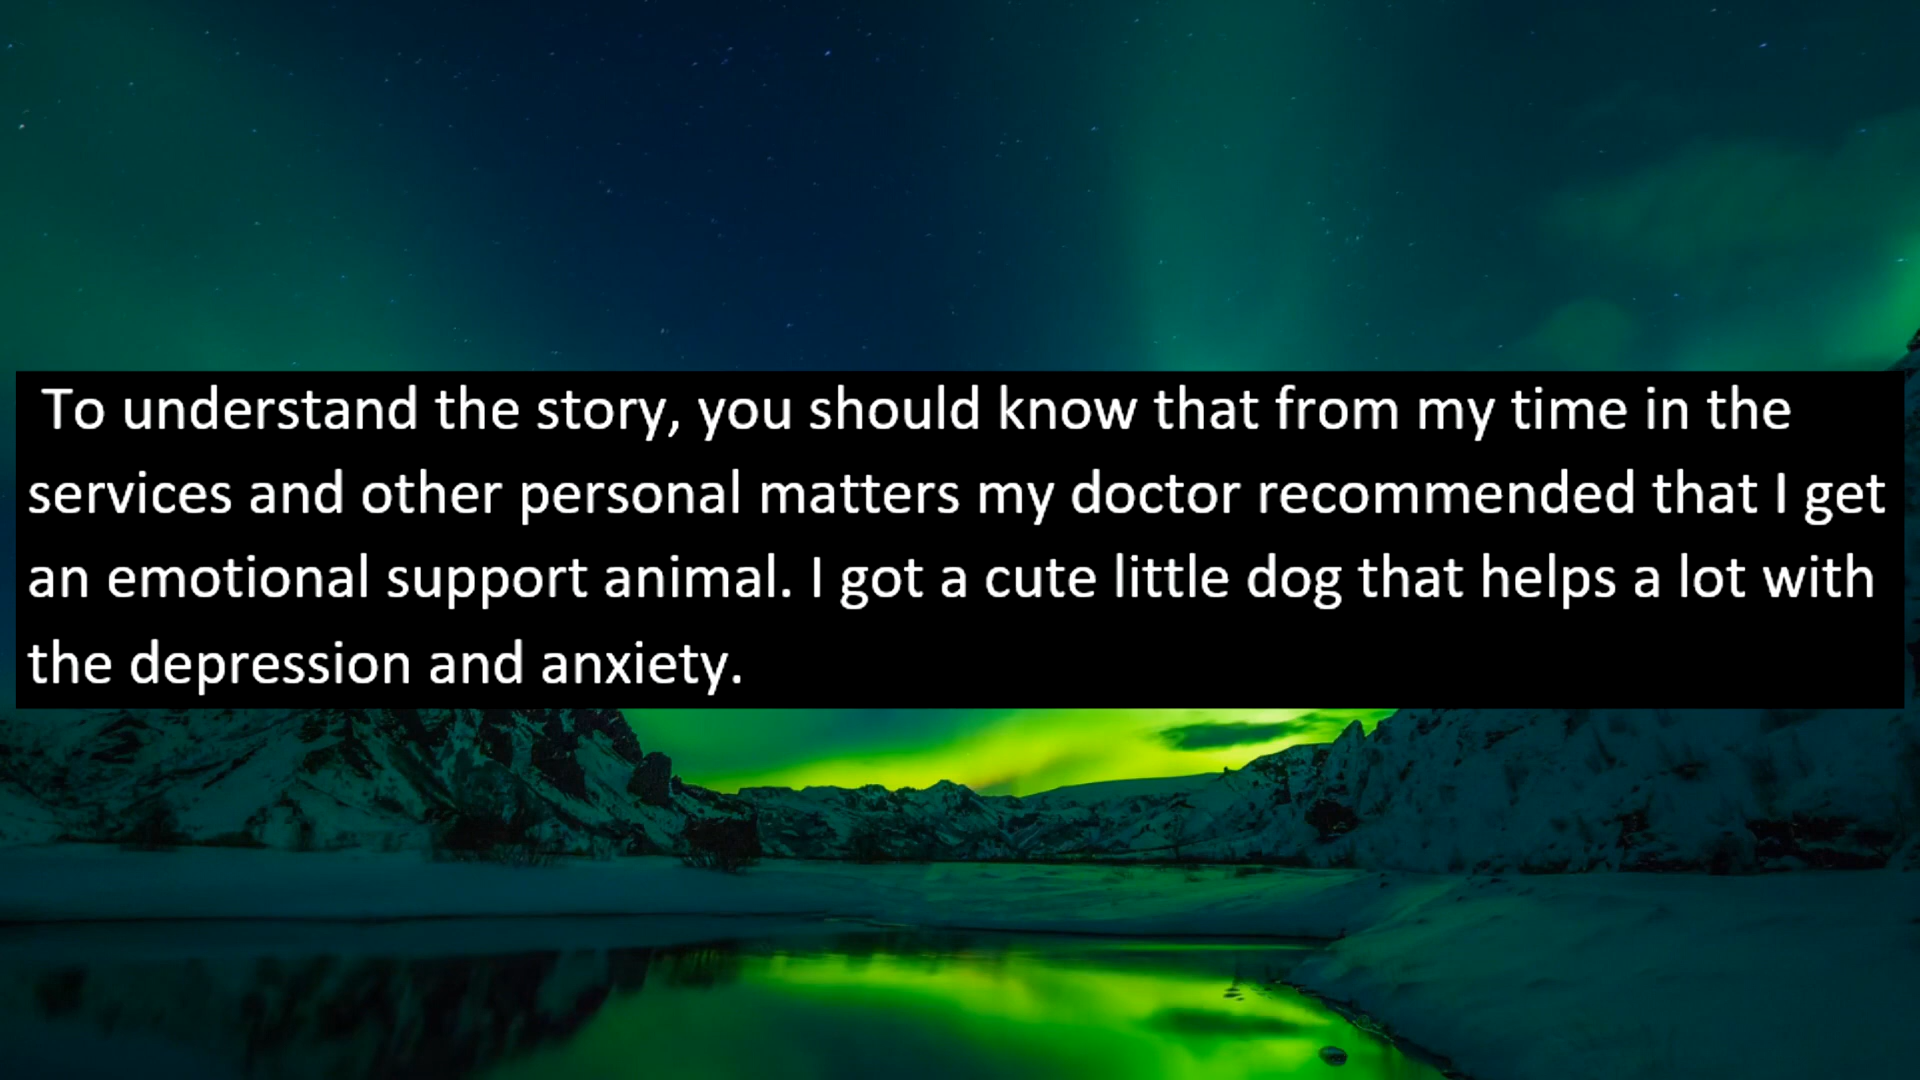 To understand the story, you should know that from my time in the
services and other personal matters my doctor recommended that I get
an emotional support animal. I got a cute little dog that helps a lot with
the depression and anxiety.